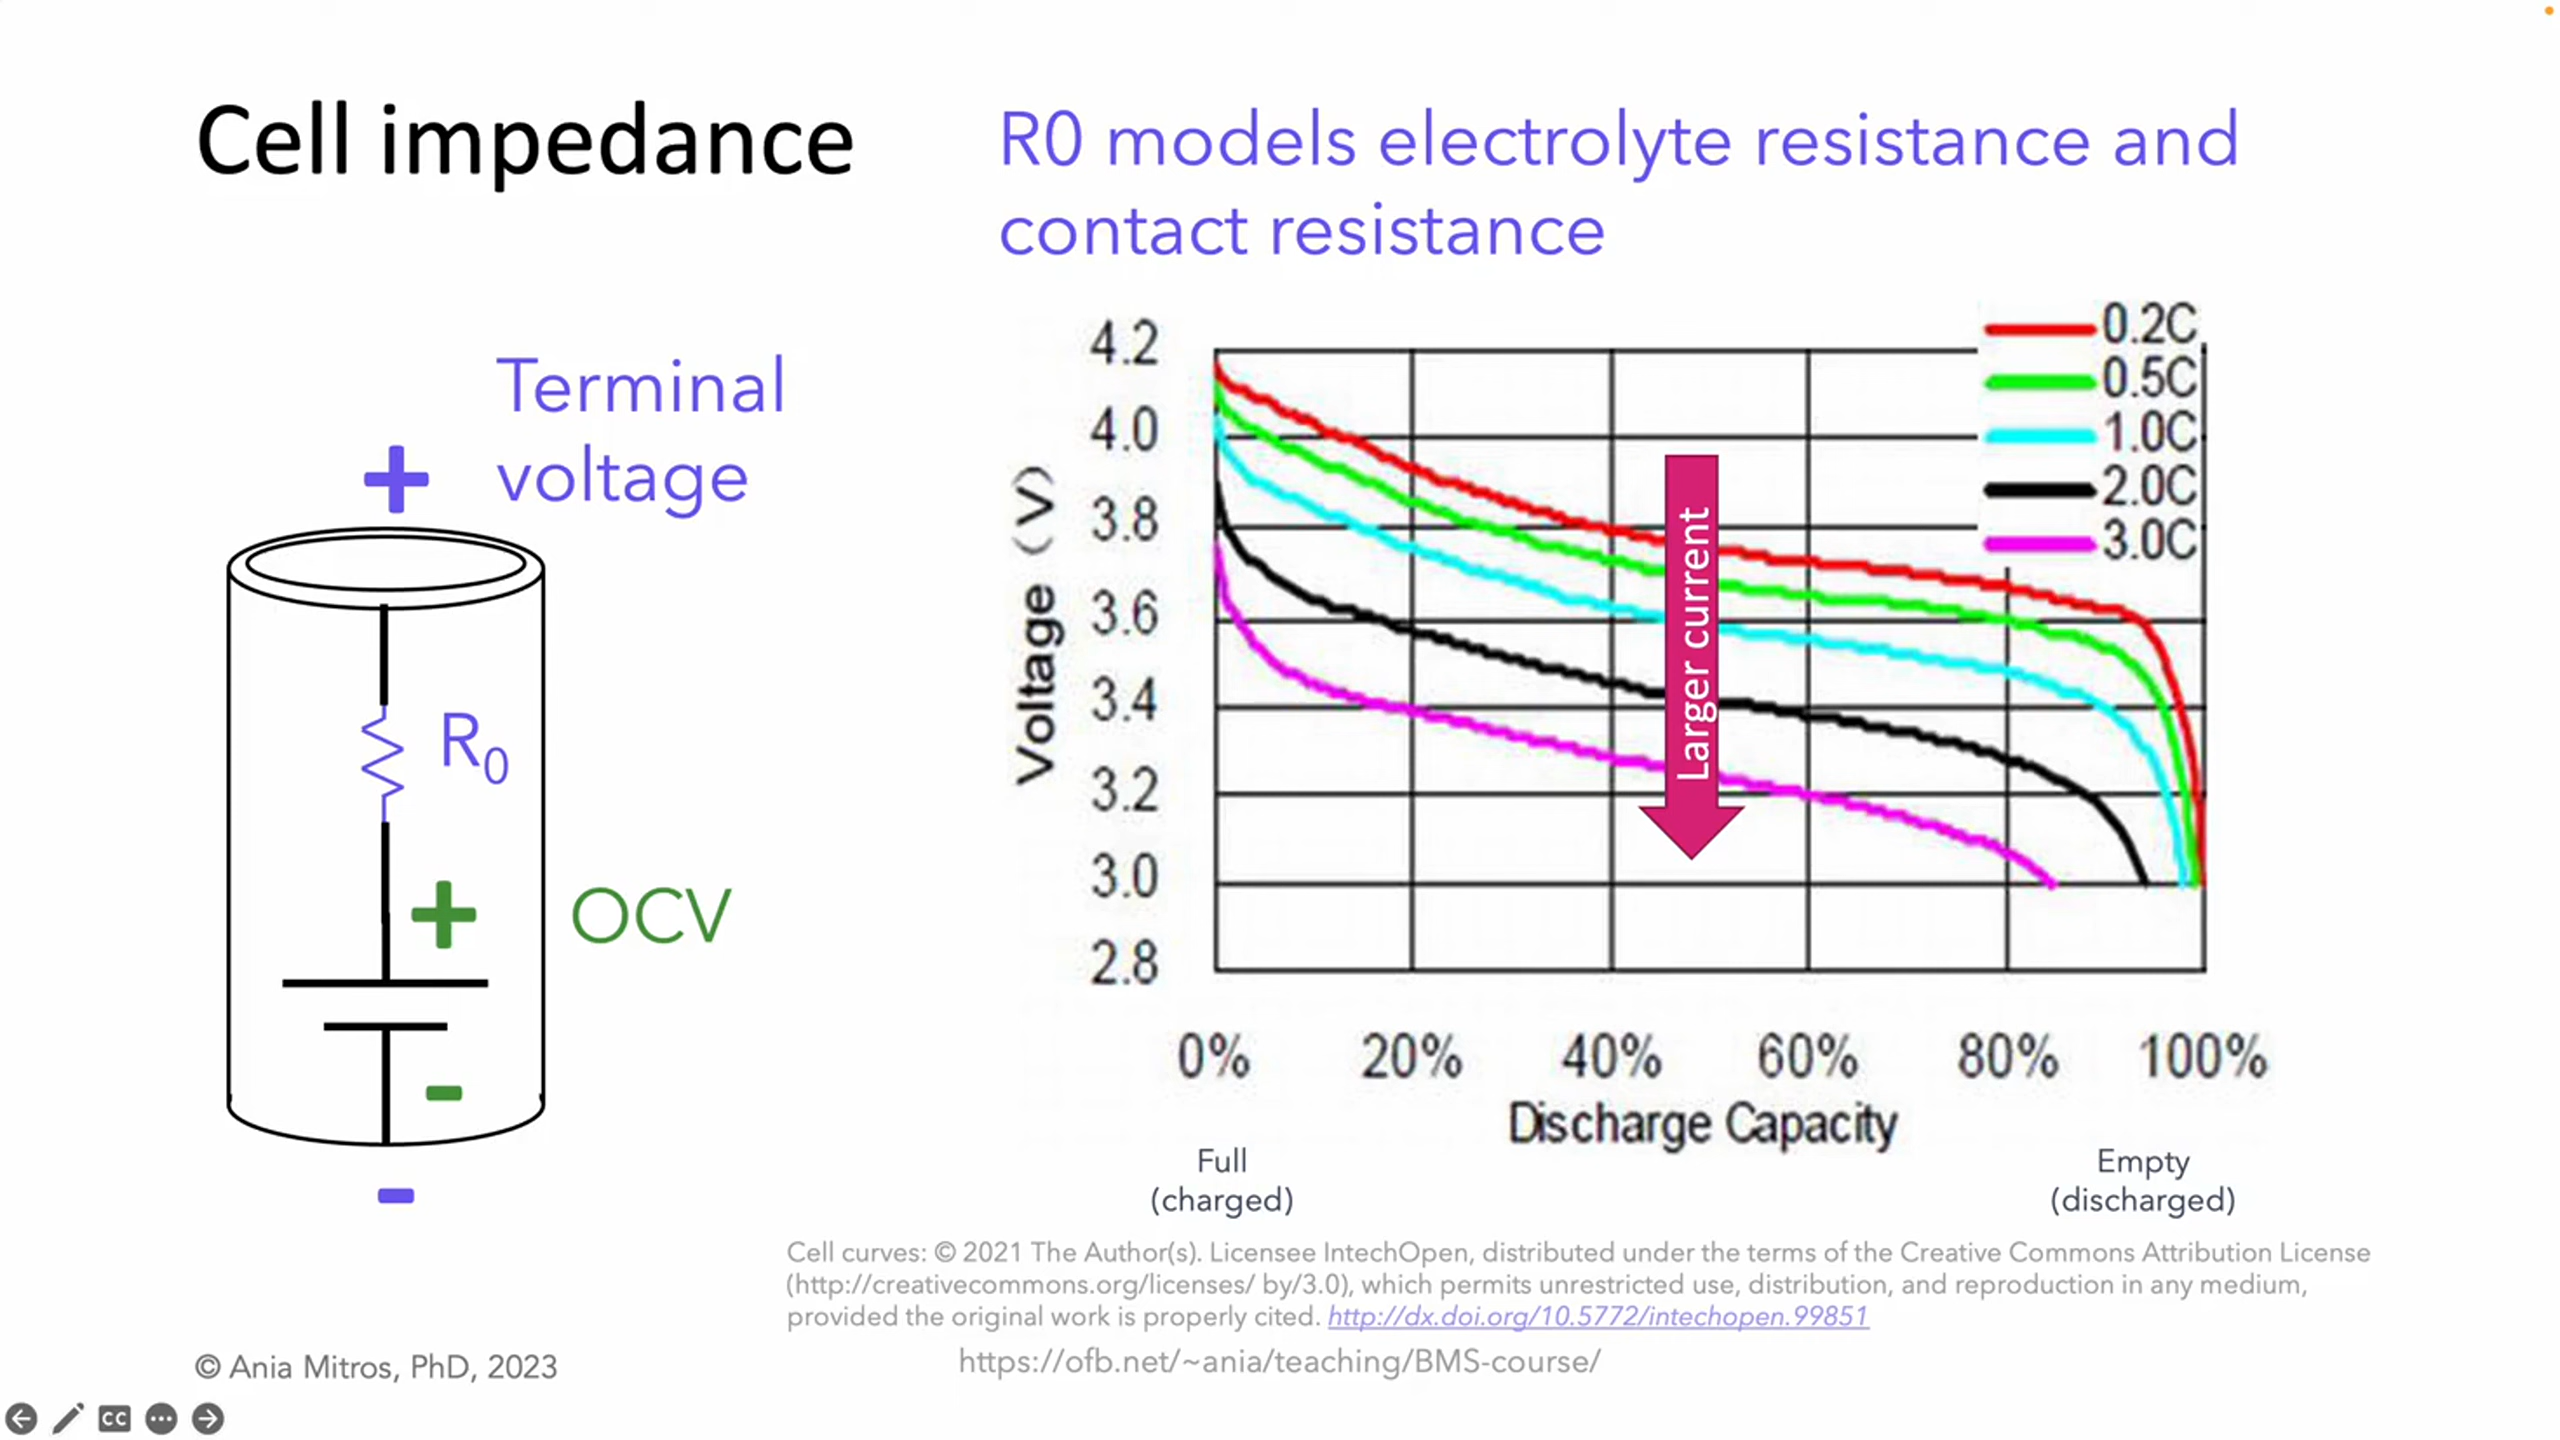 Cell impedance
R0 models electrolyte resistance and
contact resistance
Terminal
voltage
+
R0
+
OCV
-
-
0.2C
0.5C
1.0C
2.0C
3.0C
Voltage (V)
4.2
4.0
3.8
3.6
3.4
3.2
3.0
2.8
Larger current
0% 20% 40% 60% 80% 100%
Discharge Capacity
Full
(charged)
Empty
(discharged)
Cell curves: © 2021 The Author(s). Licensee IntechOpen, distributed under the terms of the Creative Commons Attribution License
(http://creativecommons.org/licenses/ by/3.0), which permits unrestricted use, distribution, and reproduction in any medium,
provided the original work is properly cited. http://dx.doi.org/10.5772/intechopen.99851
© Ania Mitros, PhD, 2023
https://ofb.net/~ania/teaching/BMS-course/
CC